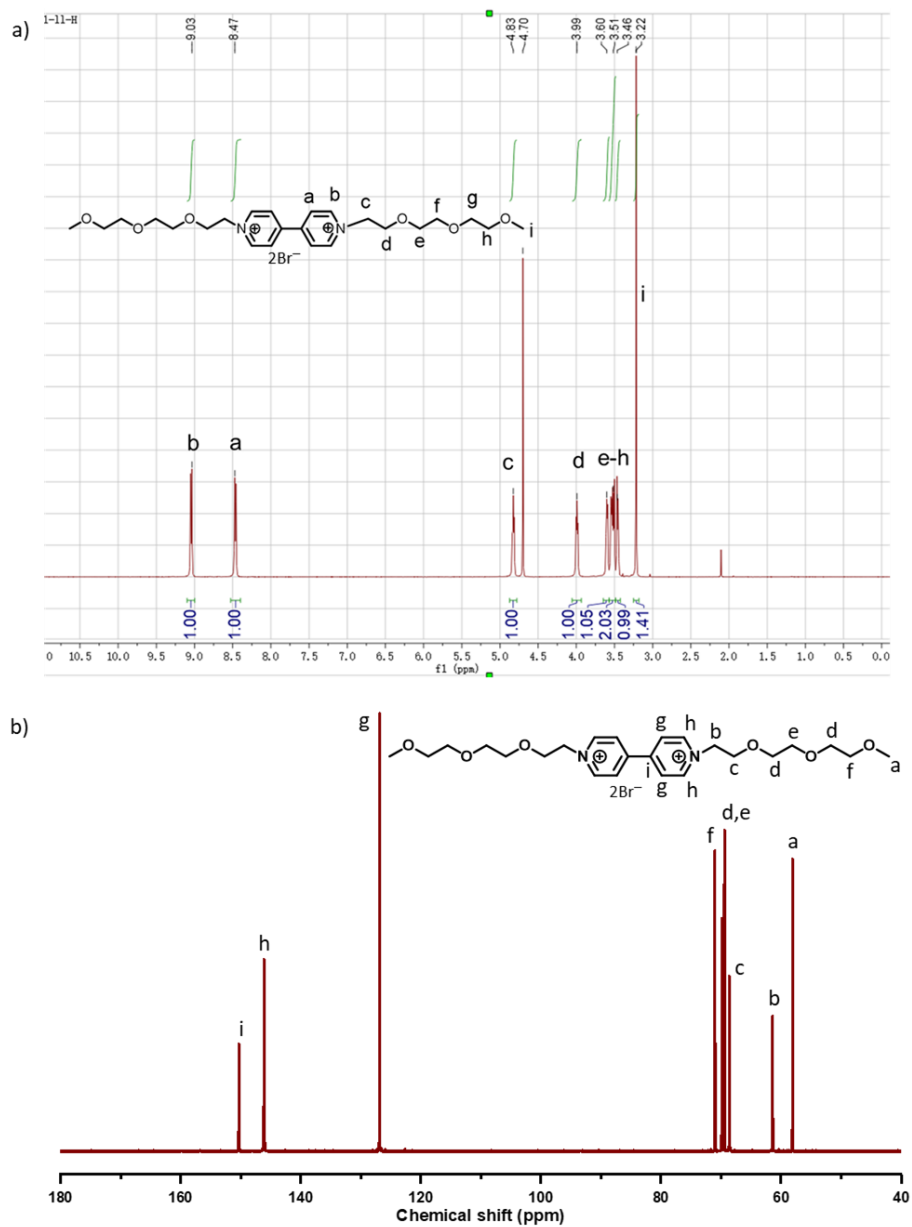 a)
1-11-H
9.03
8.47
4.83
4.70
3.99
3.60
3.51
3.46
3.22
a b c f g
O O O N ⊕ ⊕ N O O O
d e h i
2Br⁻
i
b a c d e-h
1.00 1.00 1.00 1.00 1.05 2.03 0.99 1.41
0 10.5 10.0 9.5 9.0 8.5 8.0 7.5 7.0 6.5 6.0 5.5 5.0 4.5 4.0 3.5 3.0 2.5 2.0 1.5 1.0 0.5 0.0
f1 (ppm)
b)
g
g h b e d
O O O N ⊕ ⊕ N O O O
i c d f a
g h
2Br⁻
d,e
f a
h c
b
i
180 160 140 120 100 80 60 40
Chemical shift (ppm)